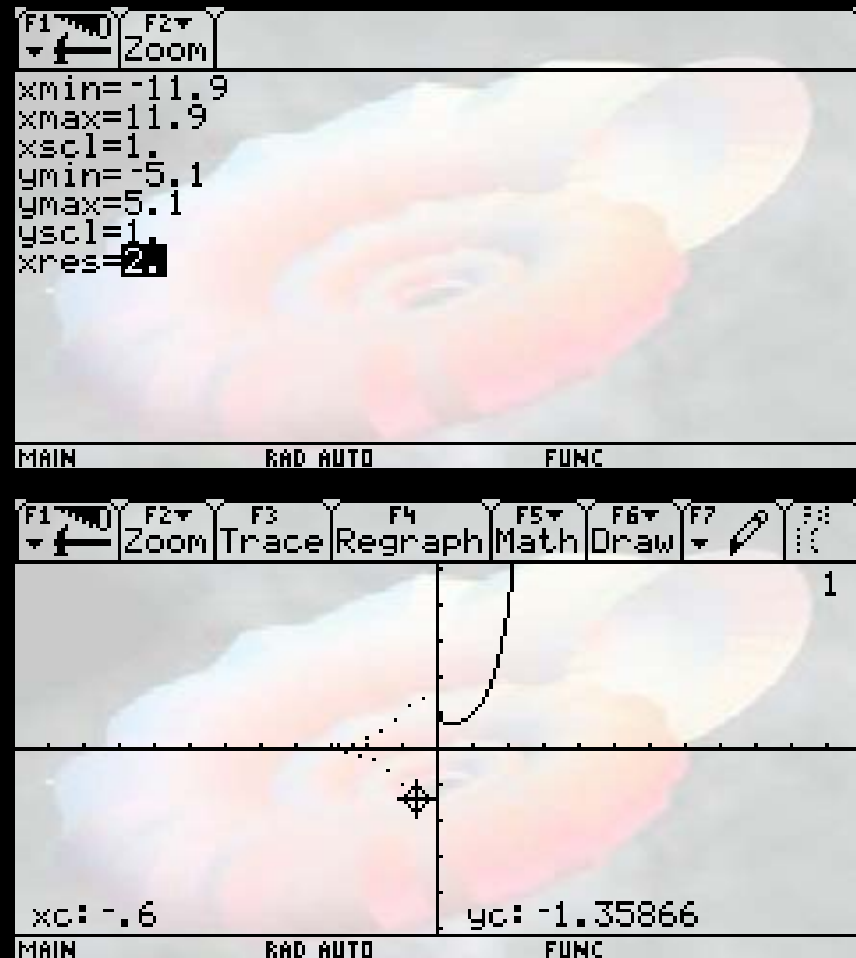 F1 F2
Zoom
xmin=-11.9
xmax=11.9
xscl=1.
ymin=-5.1
ymax=5.1
yscl=1.
xres=2.
MAIN RAD AUTO FUNC
F1 F2 F3 F4 F5 F6 F7
Zoom Trace Regraph Math Draw
1
xc: -.6 yc: -1.35866
MAIN RAD AUTO FUNC